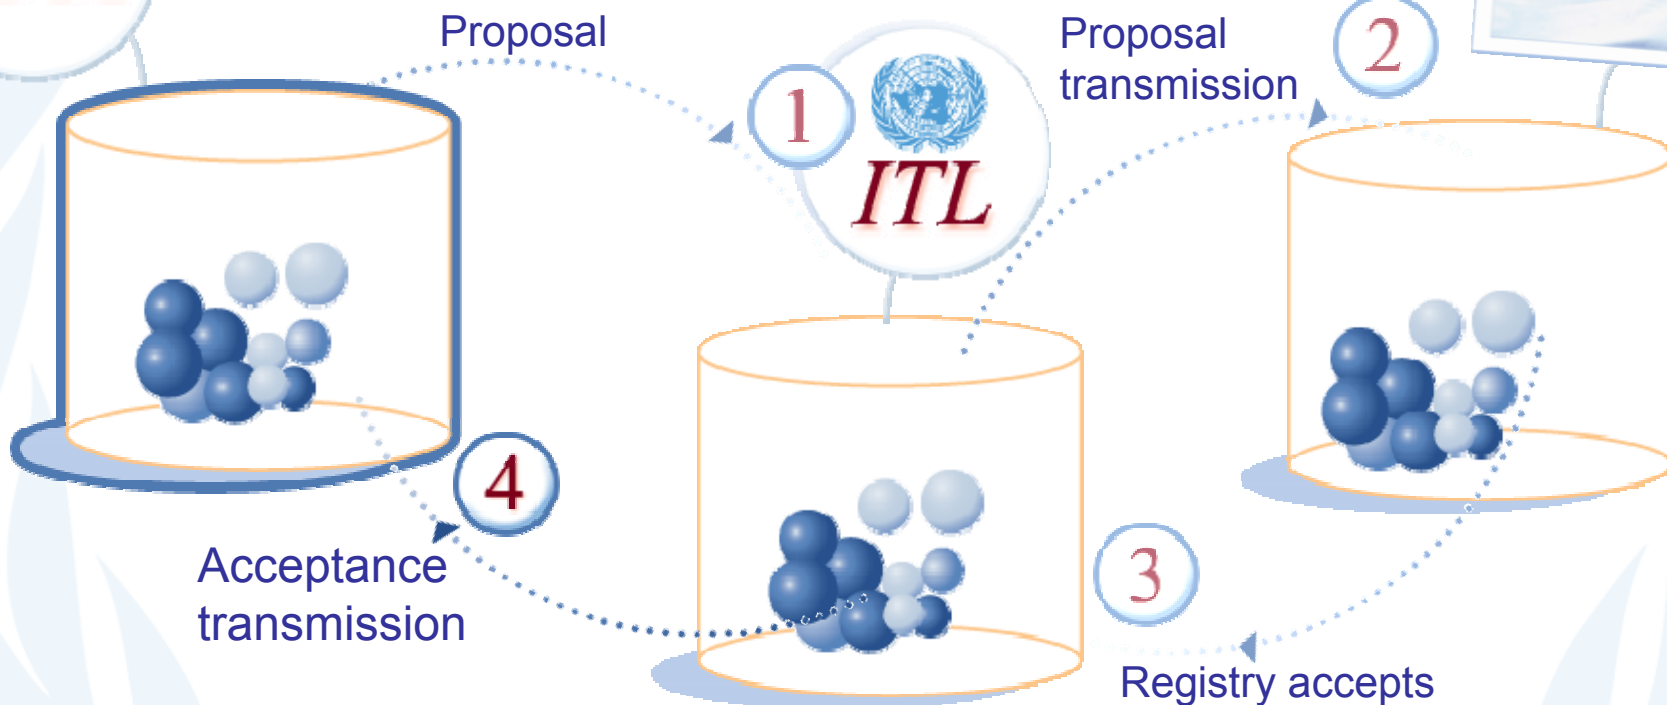 Proposal
1
ITL
Proposal
transmission
2
4
Acceptance
transmission
3
Registry accepts